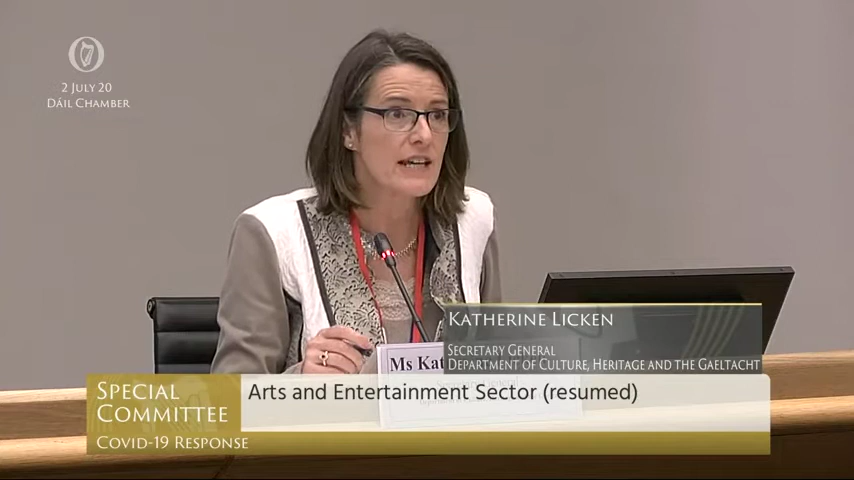 2 July 20
Dáil Chamber
Katherine Licken
Secretary General
Department of Culture, Heritage and the Gaeltacht
Ms Kat
Special
Committee
Arts and Entertainment Sector (resumed)
Covid-19 Response